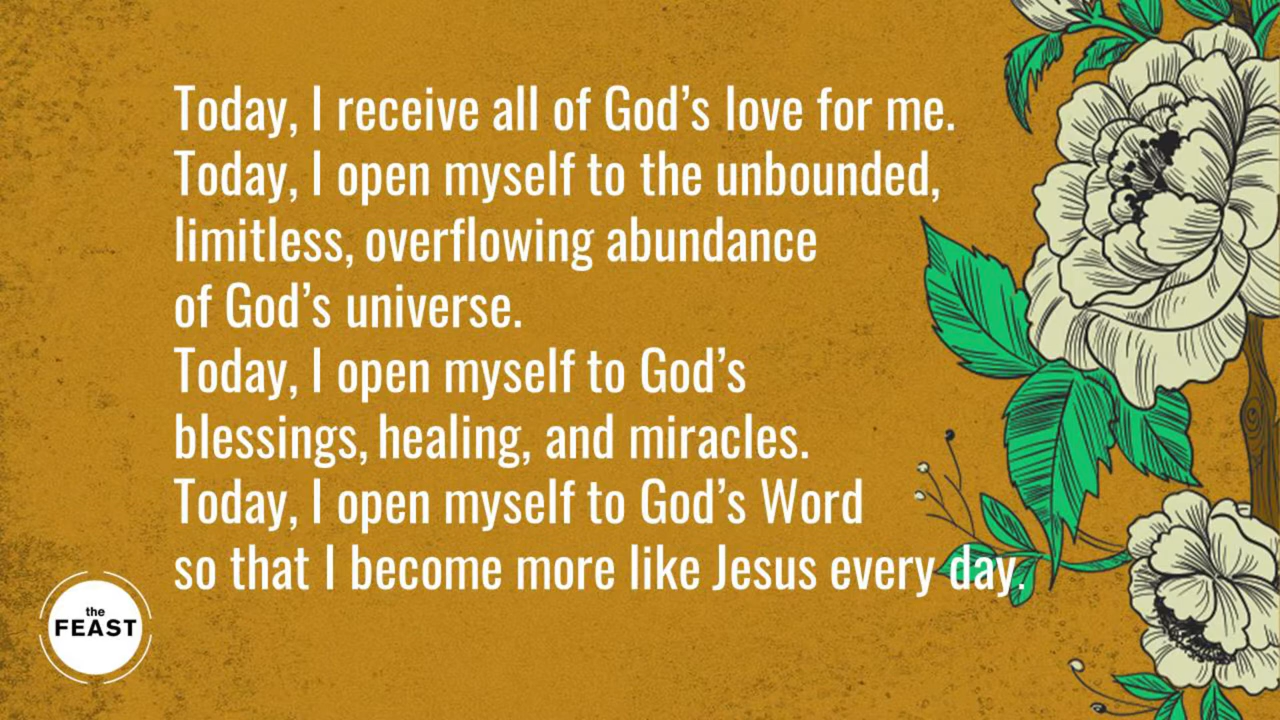 Today, I receive all of God’s love for me.
Today, I open myself to the unbounded,
limitless, overflowing abundance
of God’s universe.
Today, I open myself to God’s
blessings, healing, and miracles.
Today, I open myself to God’s Word
so that I become more like Jesus every day.
the
FEAST